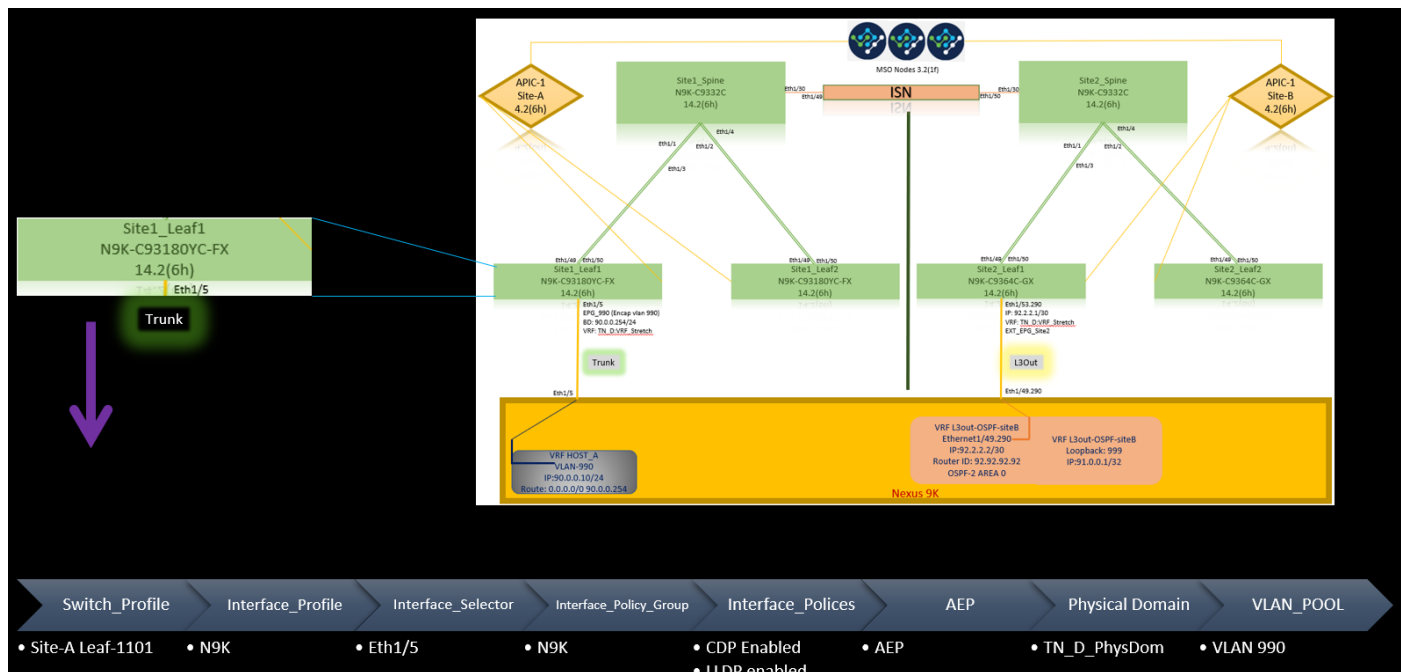 MSO Nodes 3.2(1f)
APIC-1
Site-A
4.2(6h)
Site1_Spine
N9K-C9332C
14.2(6h)
Eth1/30
Eth1/49
ISN
Eth1/30
Eth1/50
Site2_Spine
N9K-C9332C
14.2(6h)
APIC-1
Site-B
4.2(6h)
Eth1/4
Eth1/1
Eth1/2
Eth1/3
Eth1/4
Eth1/1
Eth1/2
Eth1/3
Site1_Leaf1
N9K-C93180YC-FX
14.2(6h)
Eth1/5
Trunk
Eth1/49 Eth1/50
Site1_Leaf1
N9K-C93180YC-FX
14.2(6h)
Eth1/49 Eth1/50
Site1_Leaf2
N9K-C93180YC-FX
14.2(6h)
Eth1/49 Eth1/50
Site2_Leaf1
N9K-C9364C-GX
14.2(6h)
Site2_Leaf2
N9K-C9364C-GX
14.2(6h)
Eth1/5
EPG_990 (Encap vlan 990)
BD: 90.0.0.254/24
VRF: TN_D:VRF_Stretch
Trunk
Eth1/5
Eth1/53.290
IP: 92.2.2.1/30
VRF: TN_D:VRF_Stretch
EXT_EPG_Site2
L3Out
Eth1/49.290
VRF HOST_A
VLAN-990
IP:90.0.0.10/24
Route: 0.0.0.0/0 90.0.0.254
VRF L3out-OSPF-siteB
Ethernet1/49.290
IP:92.2.2.2/30
Router ID: 92.92.92.92
OSPF-2 AREA 0
VRF L3out-OSPF-siteB
Loopback: 999
IP:91.0.0.1/32
Nexus 9K
Switch_Profile
Interface_Profile
Interface_Selector
Interface_Policy_Group
Interface_Polices
AEP
Physical Domain
VLAN_POOL
• Site-A Leaf-1101
• N9K
• Eth1/5
• N9K
• CDP Enabled
• LLDP enabled
• AEP
• TN_D_PhysDom
• VLAN 990